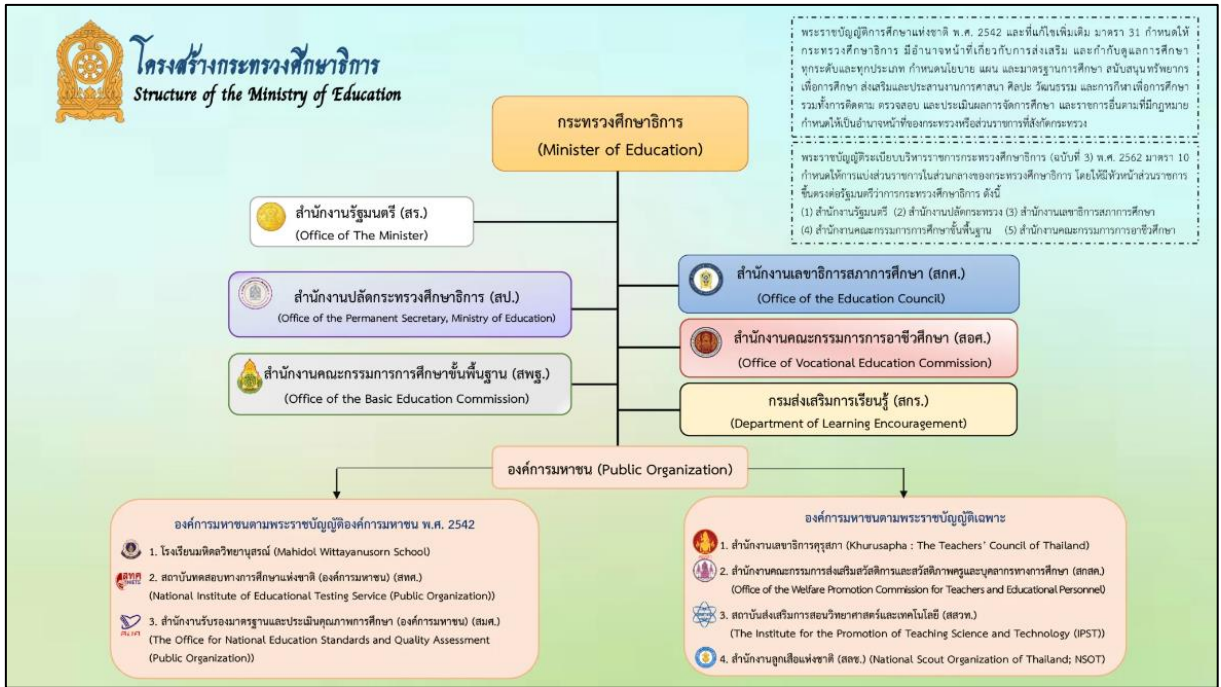 โครงสร้างกระทรวงศึกษาธิการ
Structure of the Ministry of Education
พระราชบัญญัติการศึกษาแห่งชาติ พ.ศ. 2542 และที่แก้ไขเพิ่มเติม มาตรา 31 กำหนดให้
กระทรวงศึกษาธิการ มีอำนาจหน้าที่เกี่ยวกับการส่งเสริม และกำกับดูแลการศึกษา
ทุกระดับและทุกประเภท กำหนดนโยบาย แผน และมาตรฐานการศึกษา สนับสนุนทรัพยากร
เพื่อการศึกษา ส่งเสริมและประสานงานการศาสนา ศิลปะ วัฒนธรรม และการกีฬาเพื่อการศึกษา
รวมทั้งการติดตาม ตรวจสอบ และประเมินผลการจัดการศึกษา และราชการอื่นตามที่มีกฎหมาย
กำหนดให้เป็นอำนาจหน้าที่ของกระทรวงหรือส่วนราชการที่สังกัดกระทรวง
พระราชบัญญัติระเบียบบริหารราชการกระทรวงศึกษาธิการ (ฉบับที่ 3) พ.ศ. 2562 มาตรา 10
กำหนดให้การแบ่งส่วนราชการในส่วนกลางของกระทรวงศึกษาธิการ โดยให้มีหัวหน้าส่วนราชการ
ขึ้นตรงต่อรัฐมนตรีว่าการกระทรวงศึกษาธิการ ดังนี้
(1) สำนักงานรัฐมนตรี (2) สำนักงานปลัดกระทรวง (3) สำนักงานเลขาธิการสภาการศึกษา
(4) สำนักงานคณะกรรมการการศึกษาขั้นพื้นฐาน (5) สำนักงานคณะกรรมการการอาชีวศึกษา
กระทรวงศึกษาธิการ
(Minister of Education)
สำนักงานรัฐมนตรี (สร.)
(Office of The Minister)
สำนักงานปลัดกระทรวงศึกษาธิการ (สป.)
(Office of the Permanent Secretary, Ministry of Education)
สำนักงานเลขาธิการสภาการศึกษา (สกศ.)
(Office of the Education Council)
สำนักงานคณะกรรมการการอาชีวศึกษา (สอศ.)
(Office of Vocational Education Commission)
สำนักงานคณะกรรมการการศึกษาขั้นพื้นฐาน (สพฐ.)
(Office of the Basic Education Commission)
กรมส่งเสริมการเรียนรู้ (สกร.)
(Department of Learning Encouragement)
องค์การมหาชน (Public Organization)
องค์การมหาชนตามพระราชบัญญัติองค์การมหาชน พ.ศ. 2542
1. โรงเรียนมหิดลวิทยานุสรณ์ (Mahidol Wittayanusorn School)
2. สถาบันทดสอบทางการศึกษาแห่งชาติ (องค์การมหาชน) (สทศ.)
(National Institute of Educational Testing Service (Public Organization))
3. สำนักงานรับรองมาตรฐานและประเมินคุณภาพการศึกษา (องค์การมหาชน) (สมศ.)
(The Office for National Education Standards and Quality Assessment
(Public Organization))
องค์การมหาชนตามพระราชบัญญัติเฉพาะ
1. สำนักงานเลขาธิการคุรุสภา (Khurusapha : The Teachers' Council of Thailand)
2. สำนักงานคณะกรรมการส่งเสริมสวัสดิการและสวัสดิภาพครูและบุคลากรทางการศึกษา (สกสค.)
(Office of the Welfare Promotion Commission for Teachers and Educational Personnel)
3. สถาบันส่งเสริมการสอนวิทยาศาสตร์และเทคโนโลยี (สสวท.)
(The Institute for the Promotion of Teaching Science and Technology (IPST))
4. สำนักงานลูกเสือแห่งชาติ (สลช.) (National Scout Organization of Thailand; NSOT)